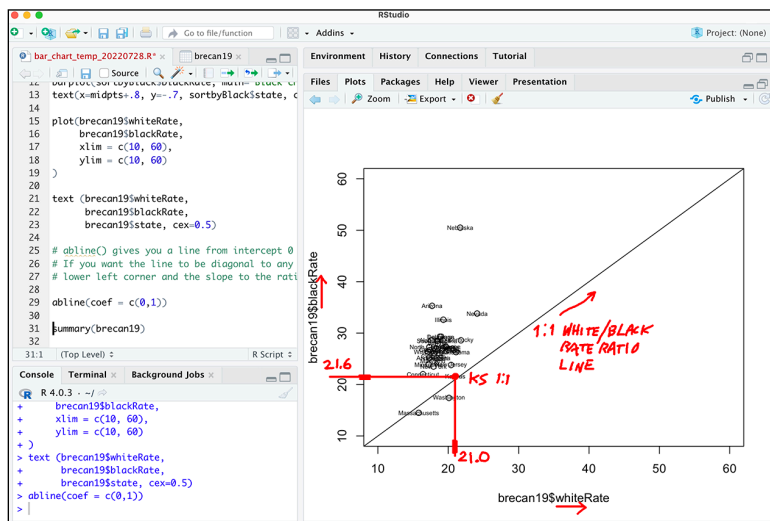 RStudio
Go to file/function
Addins
Project: (None)
bar_chart_temp_20220728.R*
brecan19
Source
13 text(x=midpts+.8, y=-.7, sortbyBlack$state, c
14
15 plot(brecan19$whiteRate,
16 brecan19$blackRate,
17 xlim = c(10, 60),
18 ylim = c(10, 60)
19 )
20
21 text (brecan19$whiteRate,
22 brecan19$blackRate,
23 brecan19$state, cex=0.5)
24
25 # abline() gives you a line from intercept 0
26 # If you want the line to be diagonal to any
27 # lower left corner and the slope to the rati
28
29 abline(coef = c(0,1))
30
31 summary(brecan19)
32
31:1 (Top Level) R Script
Console Terminal Background Jobs
R 4.0.3 · ~/
+ brecan19$blackRate,
+ xlim = c(10, 60),
+ ylim = c(10, 60)
+ )
> text (brecan19$whiteRate,
+ brecan19$blackRate,
+ brecan19$state, cex=0.5)
> abline(coef = c(0,1))
>
Environment History Connections Tutorial
Files Plots Packages Help Viewer Presentation
Zoom Export Publish
60
50
40
30
20
10
brecan19$blackRate
Nebraska
Arizona
Nevada
Illinois
Connecticut
Washington
Massachusetts
1:1 WHITE/BLACK
RATE RATIO
LINE
21.6
KS 1:1
21.0
10 20 30 40 50 60
brecan19$whiteRate